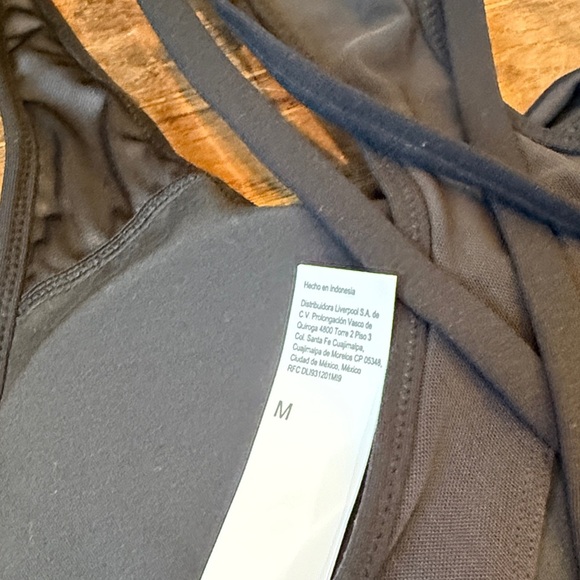 Hecho en Indonesia
Distribuidora Liverpool S.A. de
C.V. Prolongación Vasco de
Quiroga 4800 Torre 2 Piso 3
Col. Santa Fe Cuajimalpa,
Cuajimalpa de Morelos CP 05348,
Ciudad de México, México
RFC DLI931201MI9
M